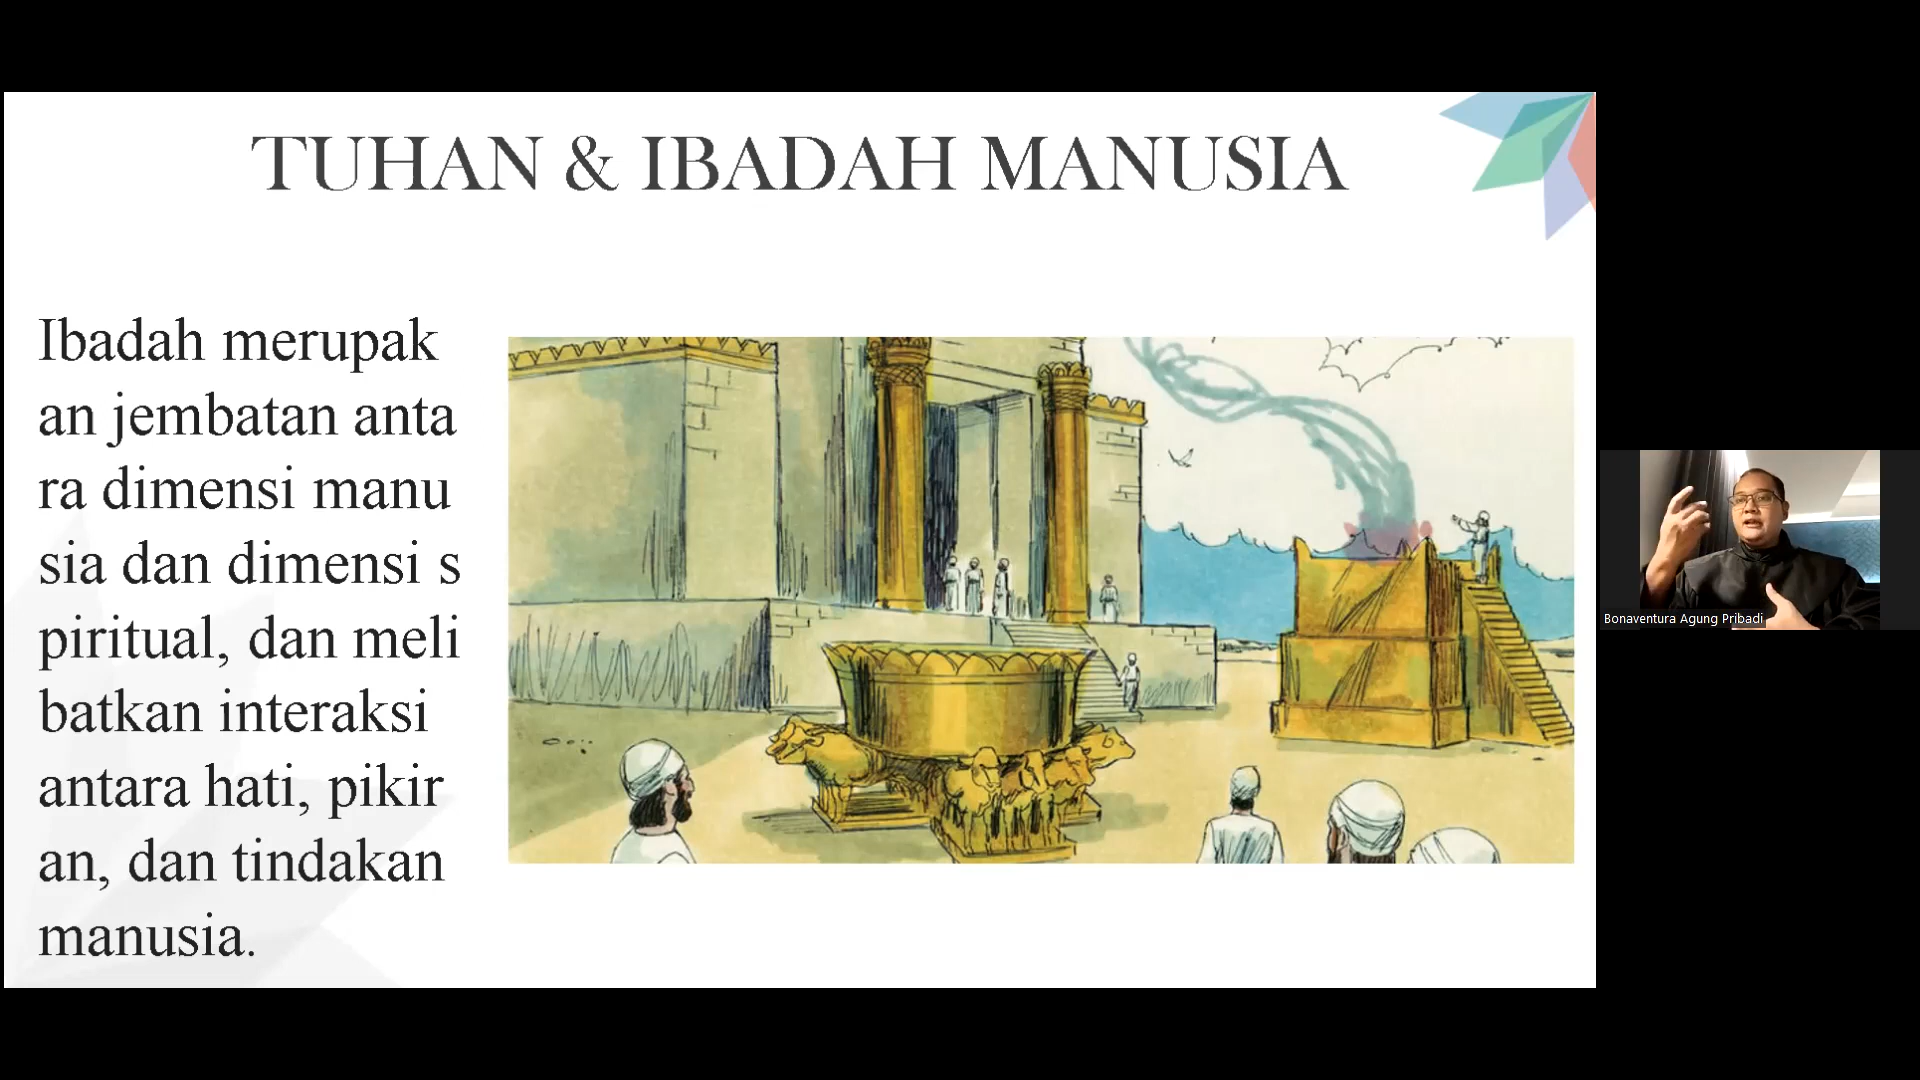 TUHAN & IBADAH MANUSIA
Ibadah merupak
an jembatan anta
ra dimensi manu
sia dan dimensi s
piritual, dan meli
batkan interaksi
antara hati, pikir
an, dan tindakan
manusia.
Bonaventura Agung Pribadi